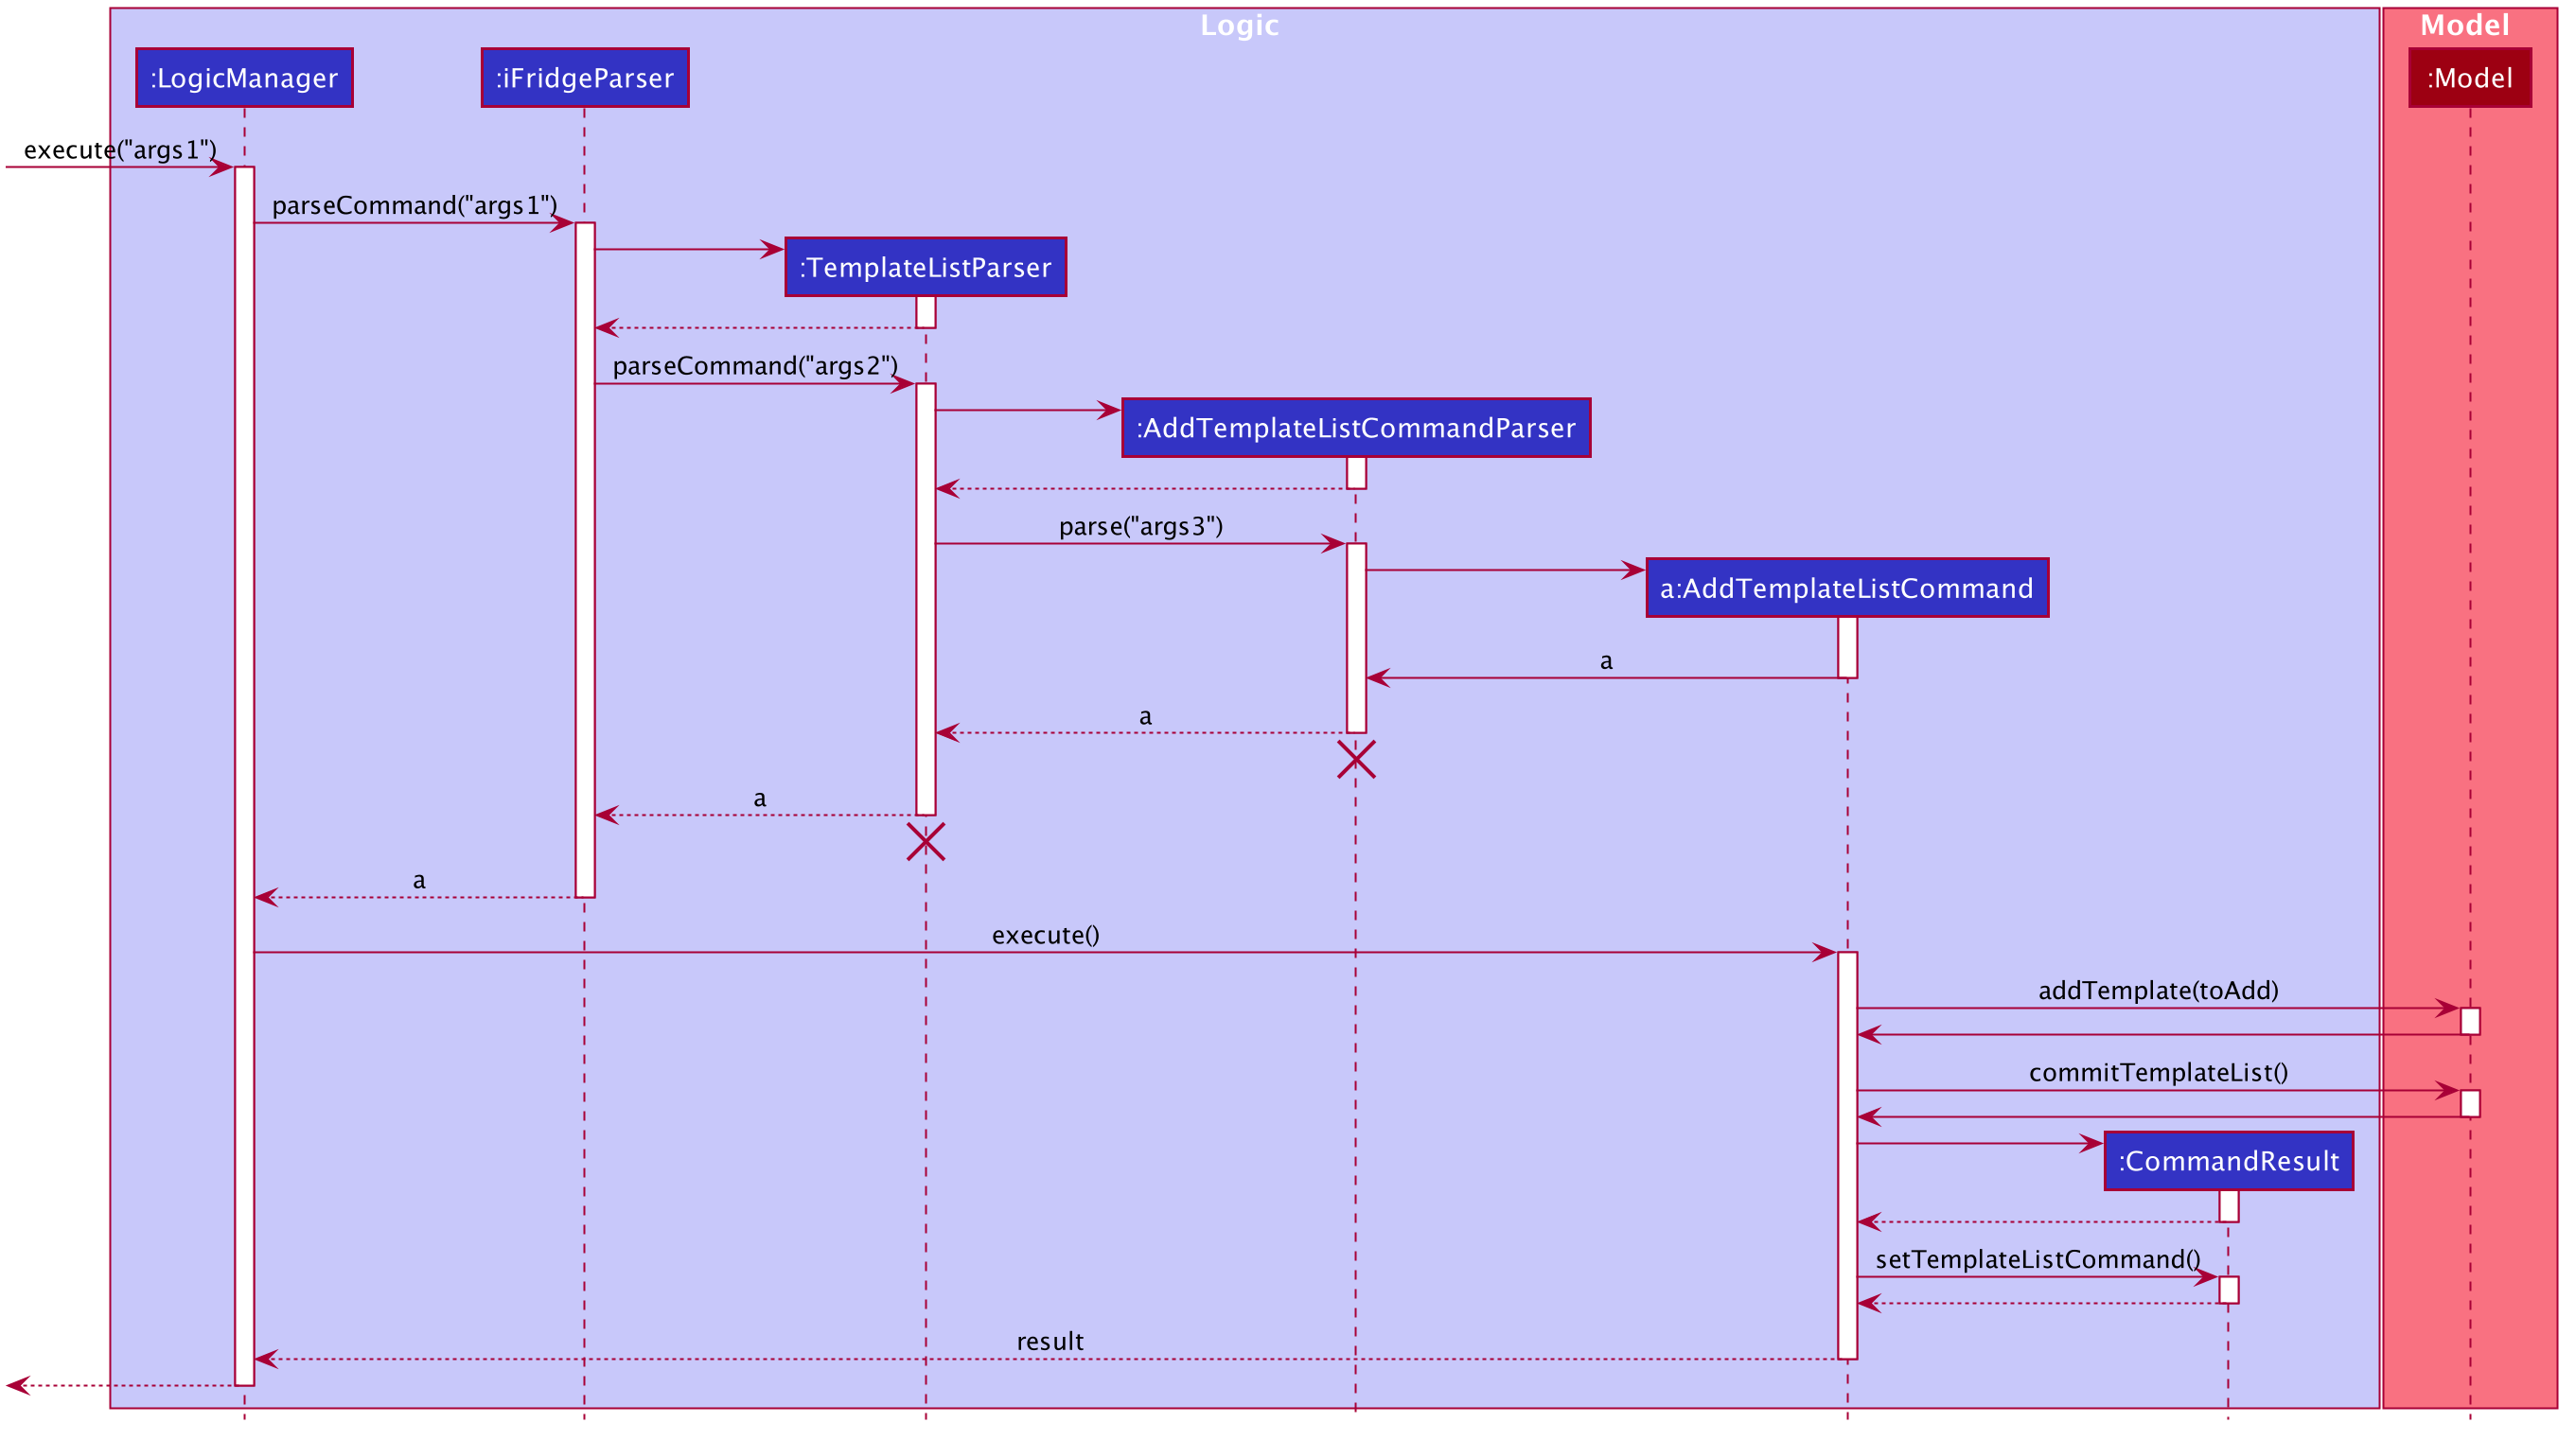 Logic
Model
:LogicManager
:iFridgeParser
:Model
execute("args1")
parseCommand("args1")
:TemplateListParser
parseCommand("args2")
:AddTemplateListCommandParser
parse("args3")
a:AddTemplateListCommand
a
a
a
a
execute()
addTemplate(toAdd)
commitTemplateList()
:CommandResult
setTemplateListCommand()
result